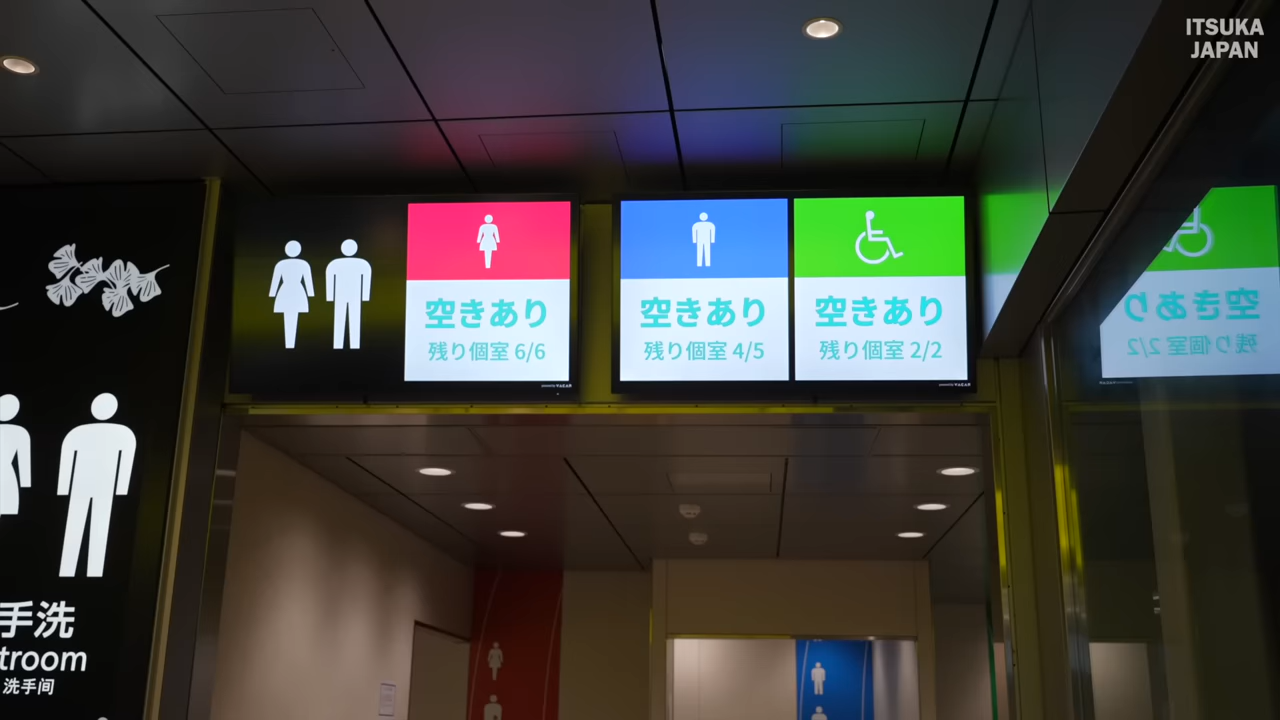 ITSUKA
JAPAN
空きあり
残り個室 6/6
空きあり
残り個室 4/5
空きあり
残り個室 2/2
空きあり
残り個室 2/2
手洗
troom
洗手间